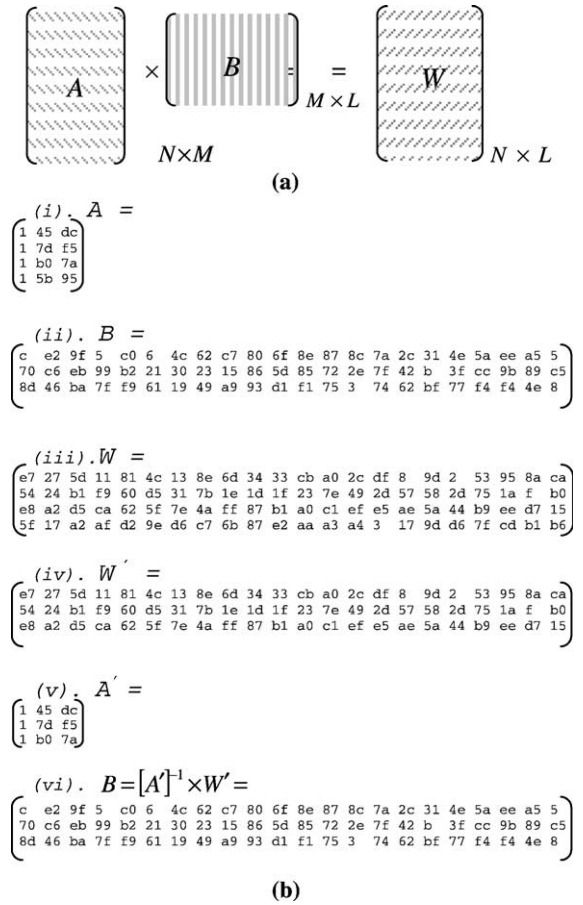 A × B = = W
N×M M×L N × L
(a)
(i). A =
1 45 dc
1 7d f5
1 b0 7a
1 5b 95
(ii). B =
c e2 9f 5 c0 6 4c 62 c7 80 6f 8e 87 8c 7a 2c 31 4e 5a ee a5 5
70 c6 eb 99 b2 21 30 23 15 86 5d 85 72 2e 7f 42 b 3f cc 9b 89 c5
8d 46 ba 7f f9 61 19 49 a9 93 d1 f1 75 3 74 62 bf 77 f4 f4 4e 8
(iii).W =
e7 27 5d 11 81 4c 13 8e 6d 34 33 cb a0 2c df 8 9d 2 53 95 8a ca
54 24 b1 f9 60 d5 31 7b 1e 1d 1f 23 7e 49 2d 57 58 2d 75 1a f b0
e8 a2 d5 ca 62 5f 7e 4a ff 87 b1 a0 c1 ef e5 ae 5a 44 b9 ee d7 15
5f 17 a2 af d2 9e d6 c7 6b 87 e2 aa a3 a4 3 17 9d d6 7f cd b1 b6
(iv). W′ =
e7 27 5d 11 81 4c 13 8e 6d 34 33 cb a0 2c df 8 9d 2 53 95 8a ca
54 24 b1 f9 60 d5 31 7b 1e 1d 1f 23 7e 49 2d 57 58 2d 75 1a f b0
e8 a2 d5 ca 62 5f 7e 4a ff 87 b1 a0 c1 ef e5 ae 5a 44 b9 ee d7 15
(v). A′ =
1 45 dc
1 7d f5
1 b0 7a
(vi). B=[A′]⁻¹×W′=
c e2 9f 5 c0 6 4c 62 c7 80 6f 8e 87 8c 7a 2c 31 4e 5a ee a5 5
70 c6 eb 99 b2 21 30 23 15 86 5d 85 72 2e 7f 42 b 3f cc 9b 89 c5
8d 46 ba 7f f9 61 19 49 a9 93 d1 f1 75 3 74 62 bf 77 f4 f4 4e 8
(b)